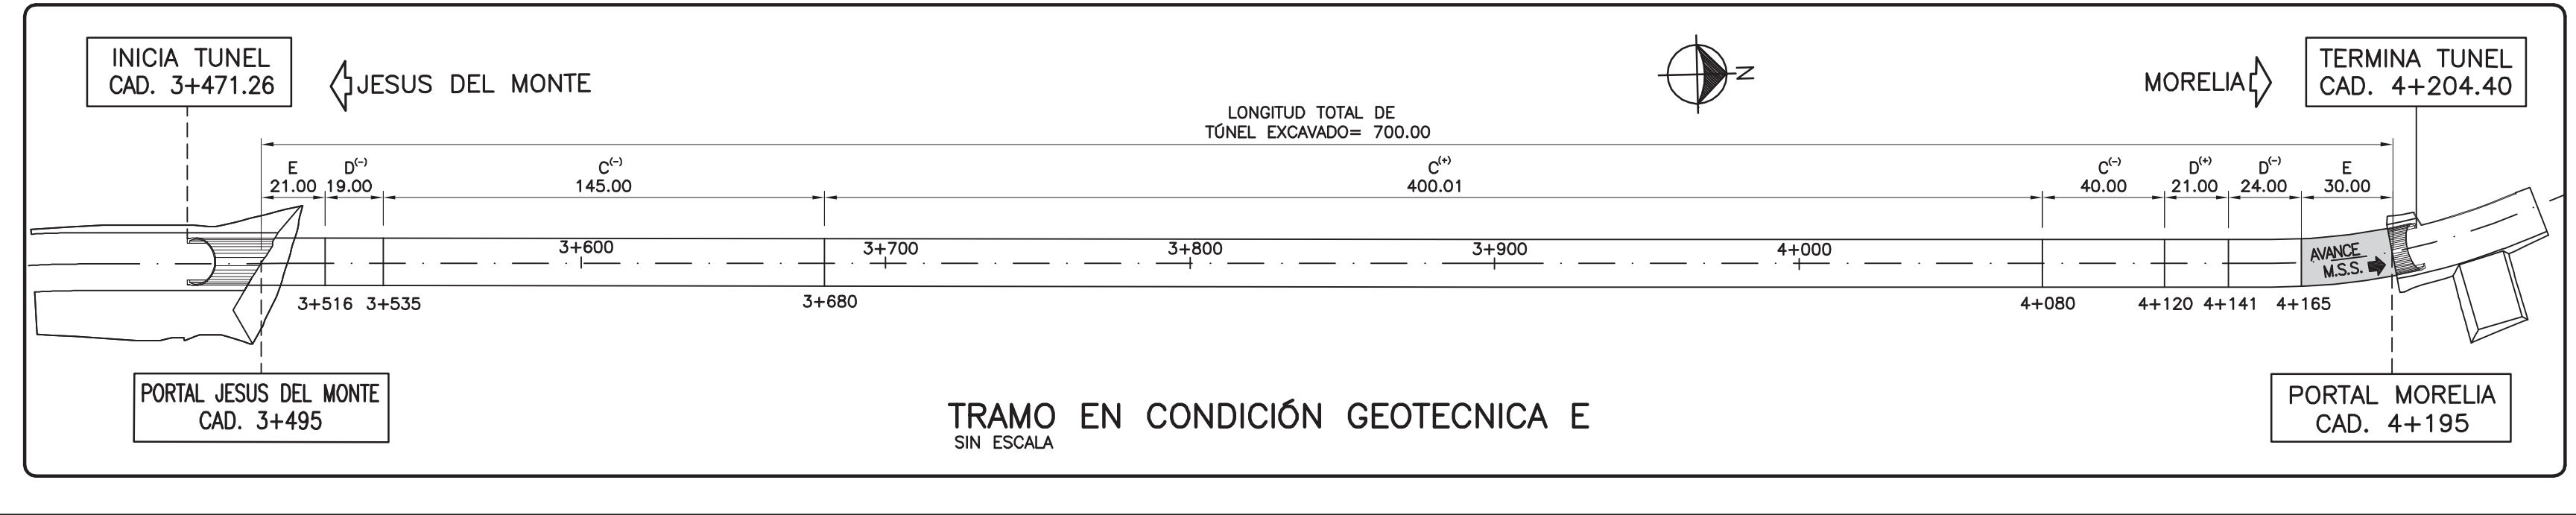 INICIA TUNEL
CAD. 3+471.26
JESUS DEL MONTE
N
MORELIA
TERMINA TUNEL
CAD. 4+204.40
LONGITUD TOTAL DE
TÚNEL EXCAVADO= 700.00
E D(-) C(-) C(+) C(-) D(+) D(-) E
21.00 19.00 145.00 400.01 40.00 21.00 24.00 30.00
3+600 3+700 3+800 3+900 4+000
AVANCE
M.S.S.
3+516 3+535 3+680 4+080 4+120 4+141 4+165
PORTAL JESUS DEL MONTE
CAD. 3+495
TRAMO EN CONDICIÓN GEOTECNICA E
SIN ESCALA
PORTAL MORELIA
CAD. 4+195